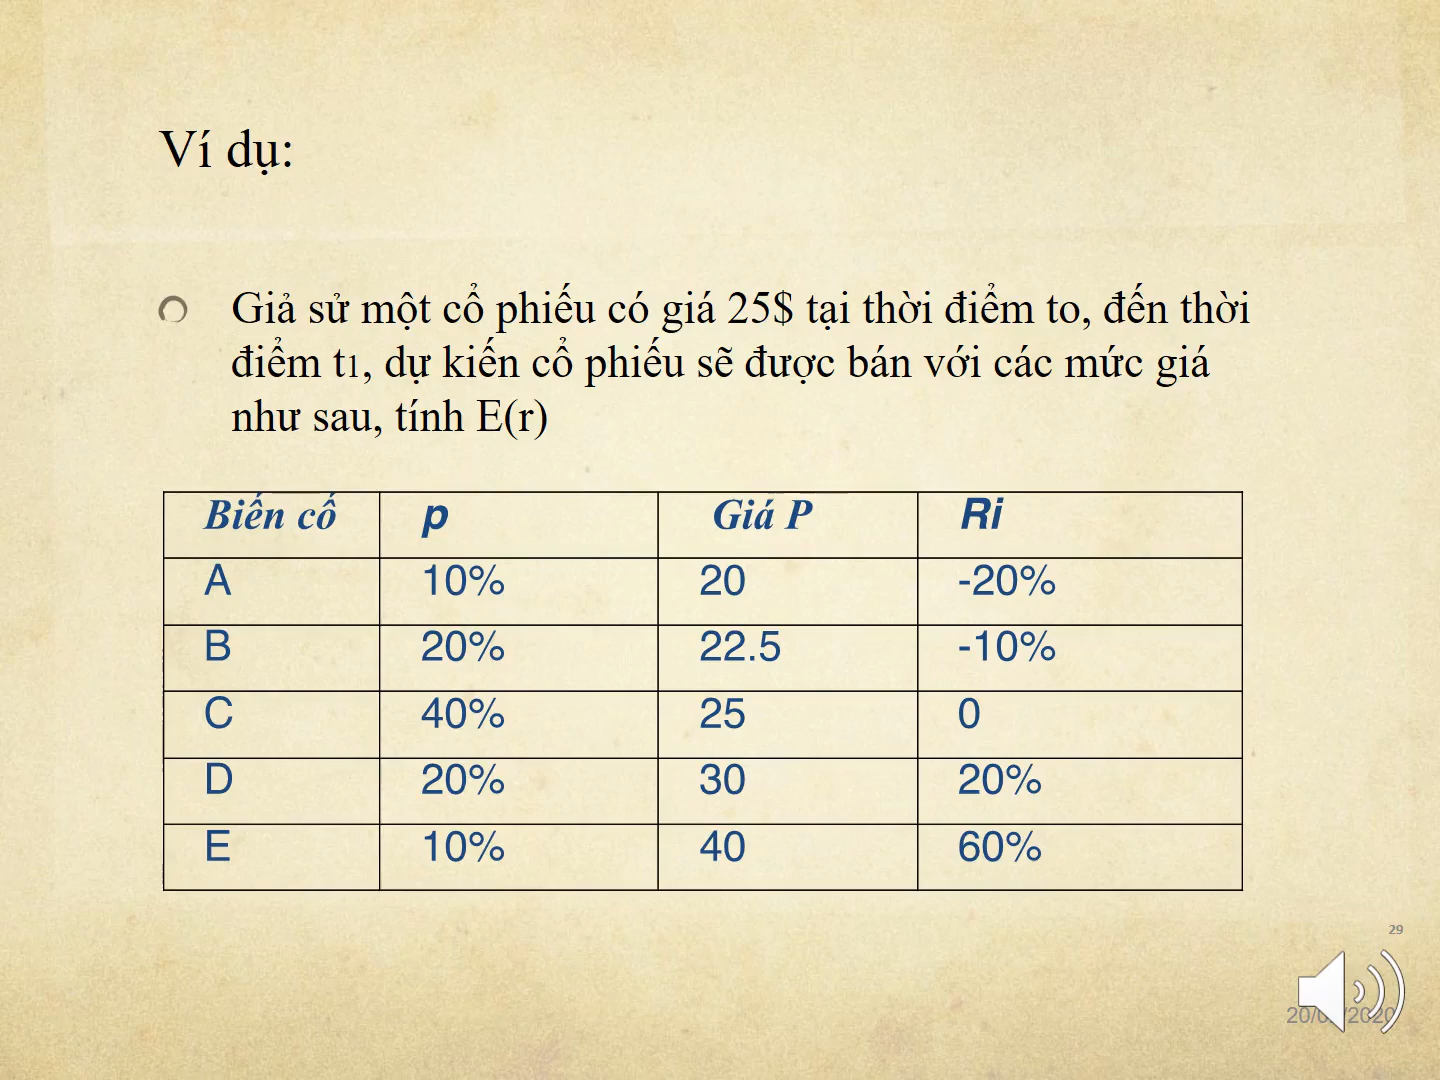 Ví dụ:
Giả sử một cổ phiếu có giá 25$ tại thời điểm to, đến thời
điểm t1, dự kiến cổ phiếu sẽ được bán với các mức giá
như sau, tính E(r)
Biến cố p Giá P Ri
A 10% 20 -20%
B 20% 22.5 -10%
C 40% 25 0
D 20% 30 20%
E 10% 40 60%
29